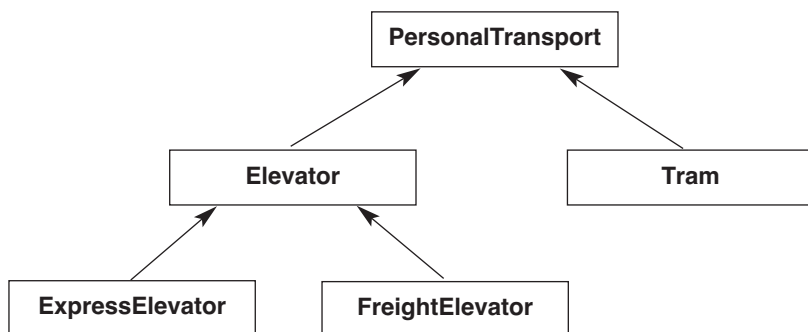 PersonalTransport
Elevator
Tram
ExpressElevator
FreightElevator